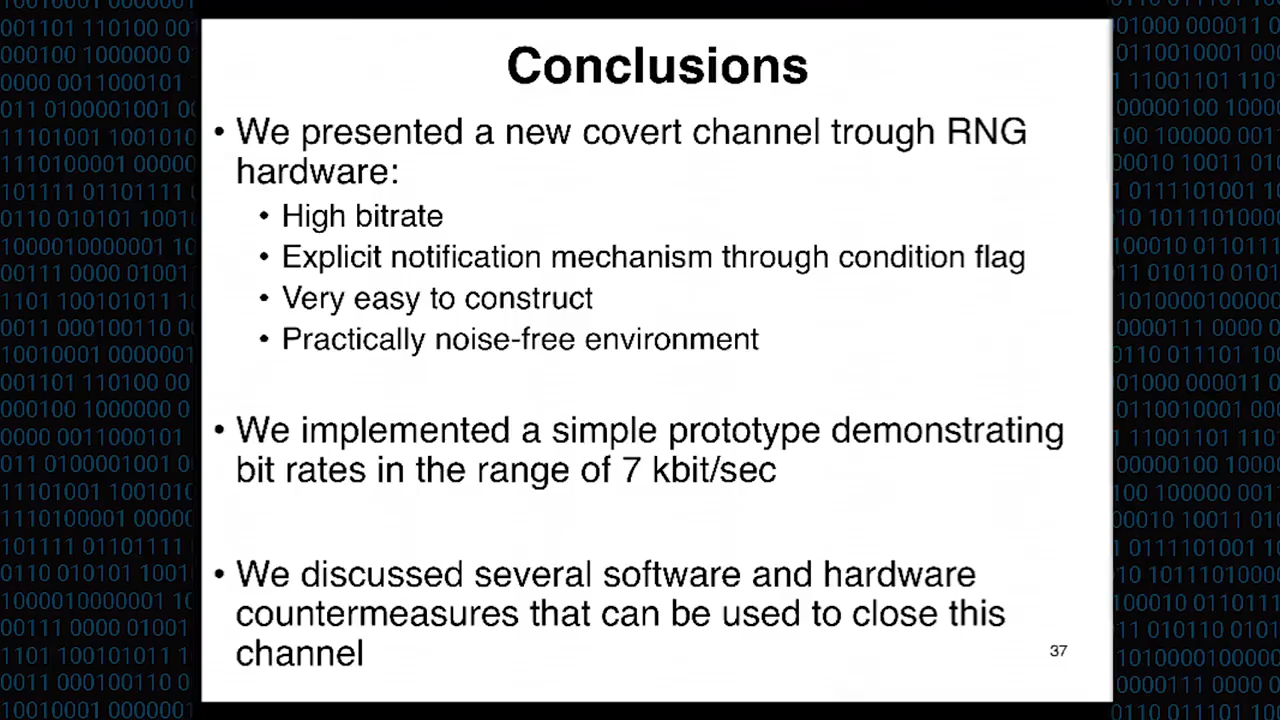 Conclusions
• We presented a new covert channel trough RNG
hardware:
• High bitrate
• Explicit notification mechanism through condition flag
• Very easy to construct
• Practically noise-free environment
• We implemented a simple prototype demonstrating
bit rates in the range of 7 kbit/sec
• We discussed several software and hardware
countermeasures that can be used to close this
channel
37